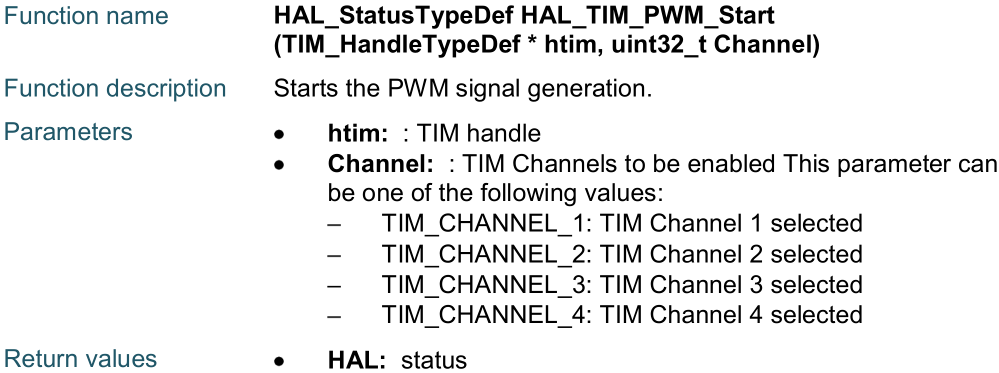 Function name HAL_StatusTypeDef HAL_TIM_PWM_Start
(TIM_HandleTypeDef * htim, uint32_t Channel)
Function description Starts the PWM signal generation.
Parameters • htim: : TIM handle
• Channel: : TIM Channels to be enabled This parameter can
be one of the following values:
– TIM_CHANNEL_1: TIM Channel 1 selected
– TIM_CHANNEL_2: TIM Channel 2 selected
– TIM_CHANNEL_3: TIM Channel 3 selected
– TIM_CHANNEL_4: TIM Channel 4 selected
Return values • HAL: status